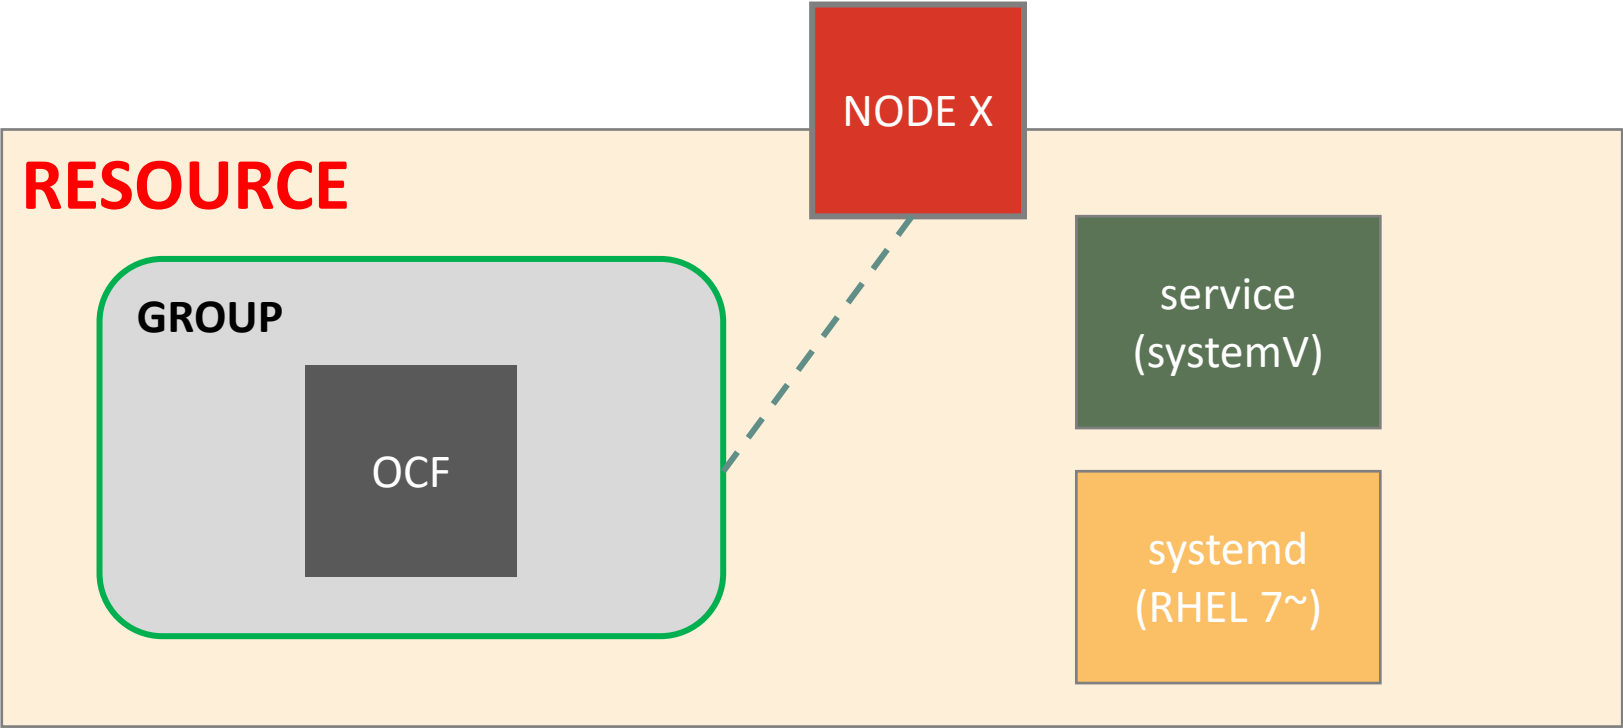 NODE X
RESOURCE
GROUP
OCF
service
(systemV)
systemd
(RHEL 7~)